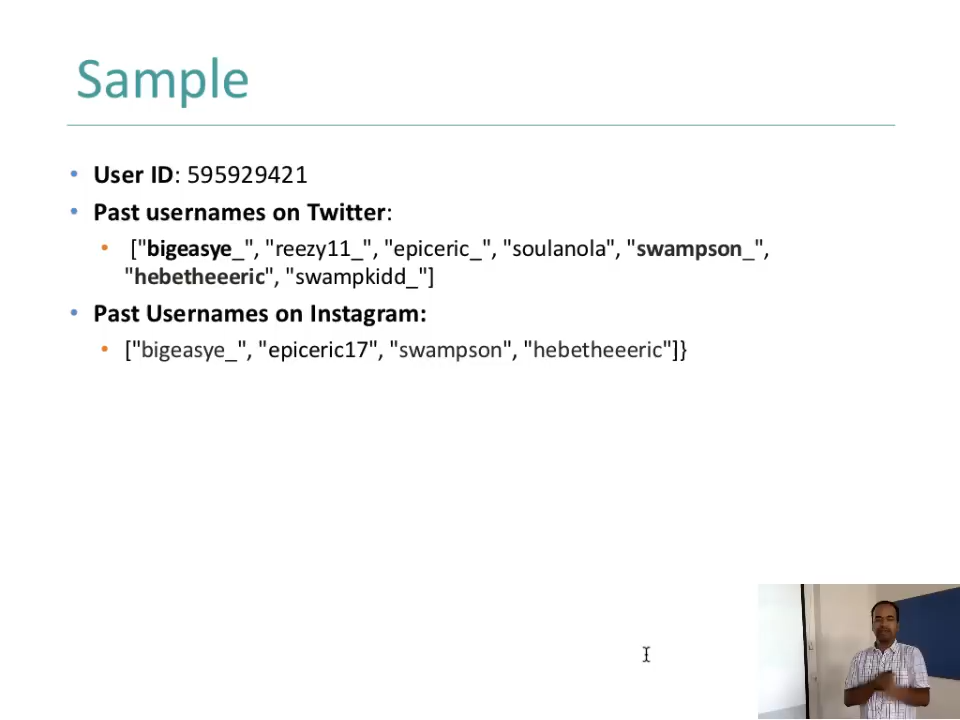 Sample
• User ID: 595929421
• Past usernames on Twitter:
• ["bigeasye_", "reezy11_", "epiceric_", "soulanola", "swampson_",
"hebetheeeric", "swampkidd_"]
• Past Usernames on Instagram:
• ["bigeasye_", "epiceric17", "swampson", "hebetheeeric"]}